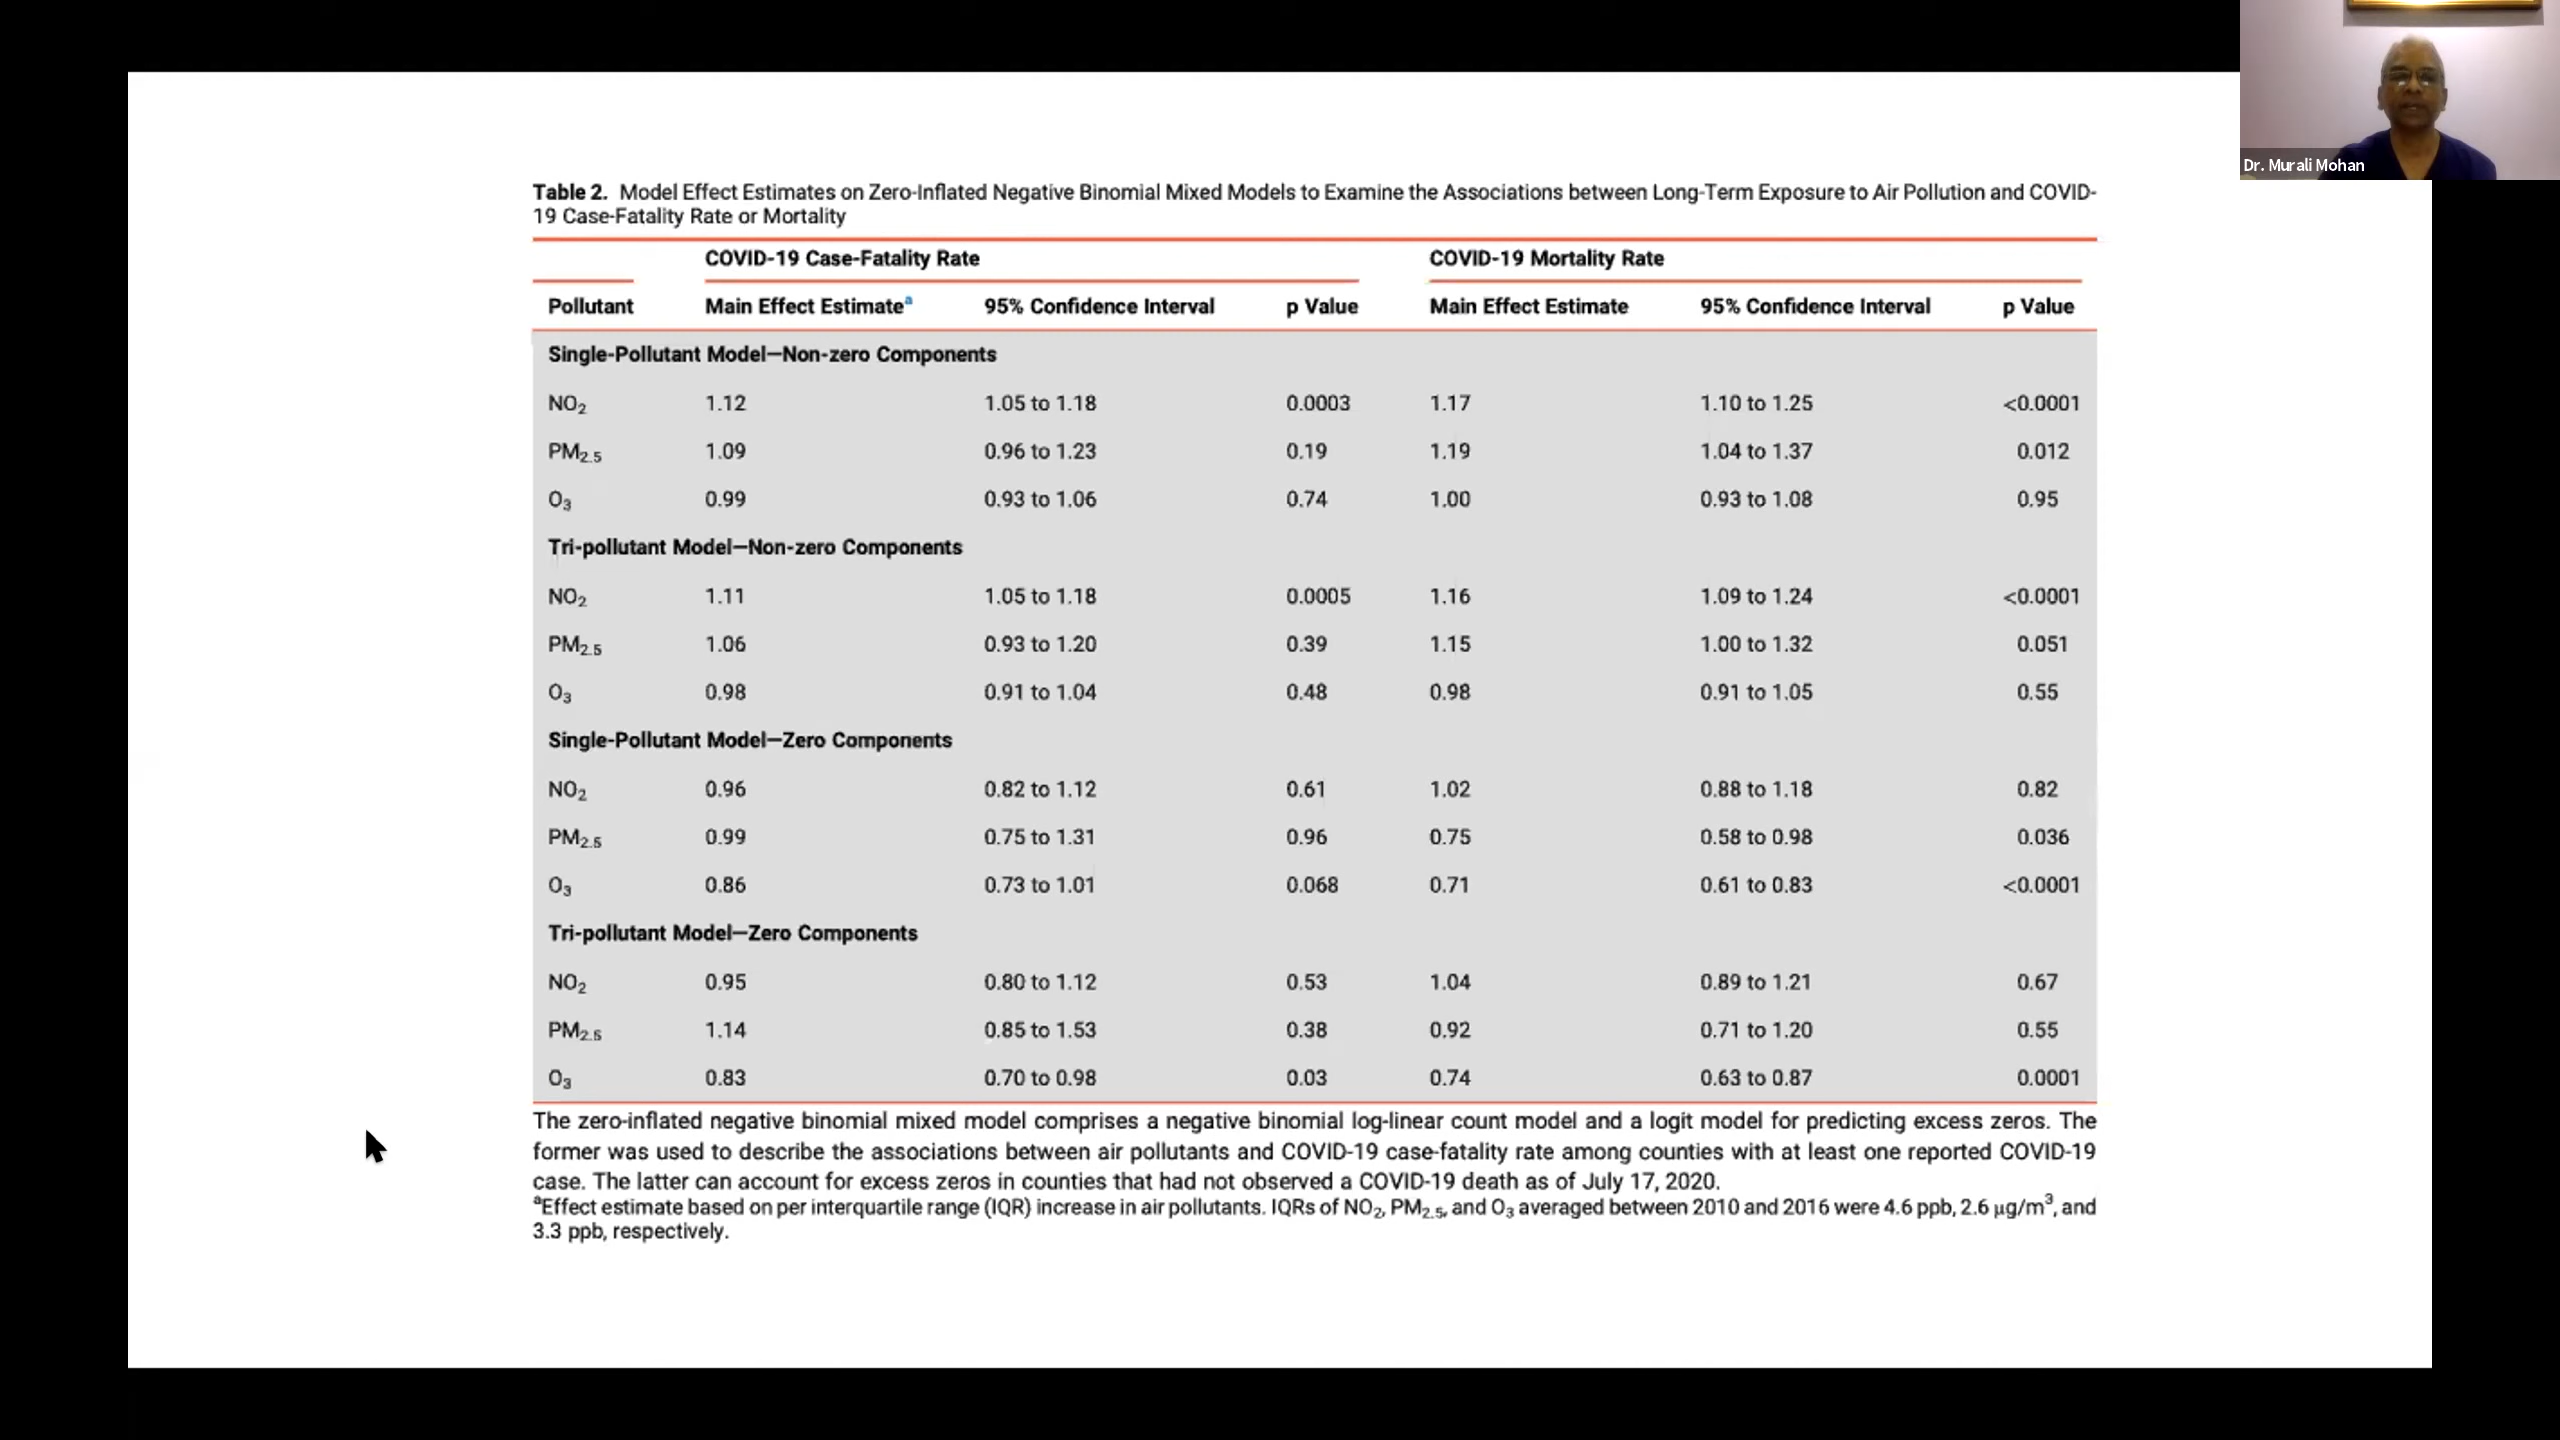 Dr. Murali Mohan
Table 2. Model Effect Estimates on Zero-Inflated Negative Binomial Mixed Models to Examine the Associations between Long-Term Exposure to Air Pollution and COVID-
19 Case-Fatality Rate or Mortality
COVID-19 Case-Fatality Rate COVID-19 Mortality Rate
Pollutant Main Effect Estimateᵃ 95% Confidence Interval p Value Main Effect Estimate 95% Confidence Interval p Value
Single-Pollutant Model—Non-zero Components
NO₂ 1.12 1.05 to 1.18 0.0003 1.17 1.10 to 1.25 <0.0001
PM₂.₅ 1.09 0.96 to 1.23 0.19 1.19 1.04 to 1.37 0.012
O₃ 0.99 0.93 to 1.06 0.74 1.00 0.93 to 1.08 0.95
Tri-pollutant Model—Non-zero Components
NO₂ 1.11 1.05 to 1.18 0.0005 1.16 1.09 to 1.24 <0.0001
PM₂.₅ 1.06 0.93 to 1.20 0.39 1.15 1.00 to 1.32 0.051
O₃ 0.98 0.91 to 1.04 0.48 0.98 0.91 to 1.05 0.55
Single-Pollutant Model—Zero Components
NO₂ 0.96 0.82 to 1.12 0.61 1.02 0.88 to 1.18 0.82
PM₂.₅ 0.99 0.75 to 1.31 0.96 0.75 0.58 to 0.98 0.036
O₃ 0.86 0.73 to 1.01 0.068 0.71 0.61 to 0.83 <0.0001
Tri-pollutant Model—Zero Components
NO₂ 0.95 0.80 to 1.12 0.53 1.04 0.89 to 1.21 0.67
PM₂.₅ 1.14 0.85 to 1.53 0.38 0.92 0.71 to 1.20 0.55
O₃ 0.83 0.70 to 0.98 0.03 0.74 0.63 to 0.87 0.0001
The zero-inflated negative binomial mixed model comprises a negative binomial log-linear count model and a logit model for predicting excess zeros. The
former was used to describe the associations between air pollutants and COVID-19 case-fatality rate among counties with at least one reported COVID-19
case. The latter can account for excess zeros in counties that had not observed a COVID-19 death as of July 17, 2020.
ᵃEffect estimate based on per interquartile range (IQR) increase in air pollutants. IQRs of NO₂, PM₂.₅, and O₃ averaged between 2010 and 2016 were 4.6 ppb, 2.6 μg/m³, and
3.3 ppb, respectively.